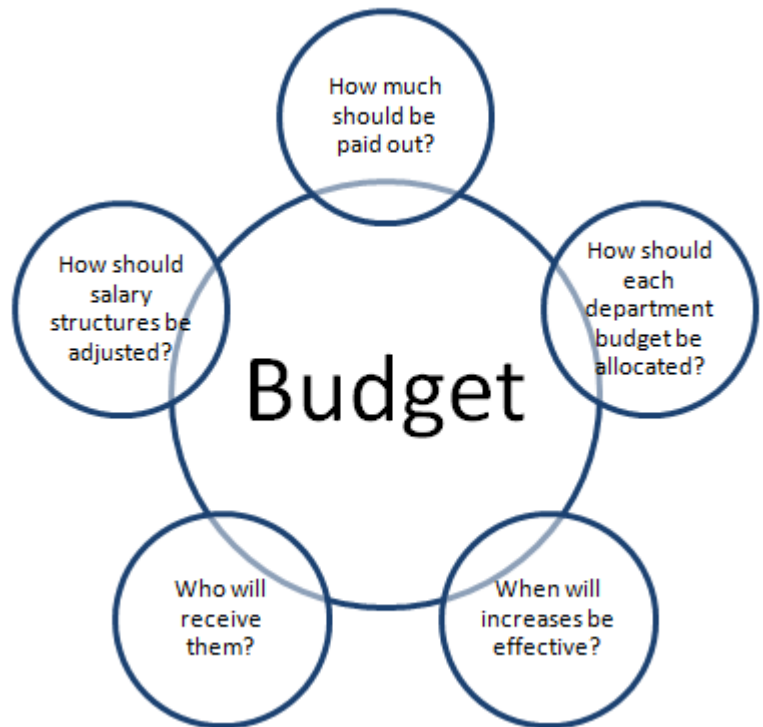 How much
should be
paid out?
How should
each
department
budget be
allocated?
When will
increases be
effective?
Who will
receive
them?
How should
salary
structures be
adjusted?
Budget